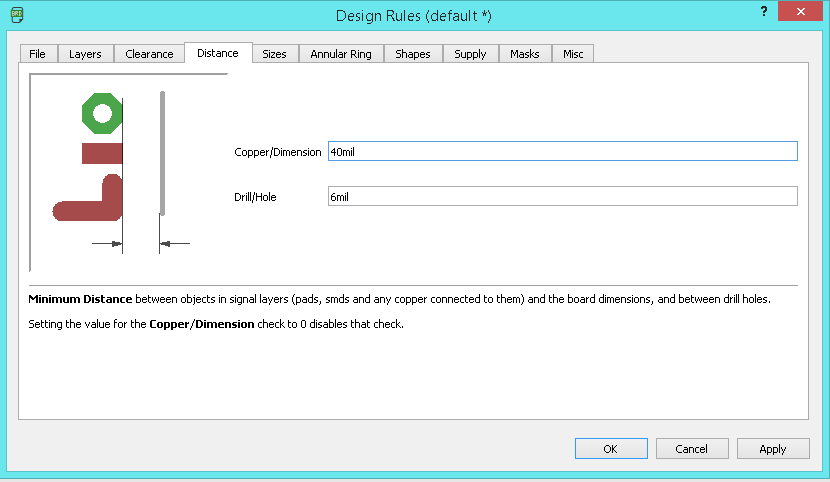 Design Rules (default *)
?
File Layers Clearance Distance Sizes Annular Ring Shapes Supply Masks Misc
Copper/Dimension 40mil
Drill/Hole 6mil
Minimum Distance between objects in signal layers (pads, smds and any copper connected to them) and the board dimensions, and between drill holes.
Setting the value for the Copper/Dimension check to 0 disables that check.
OK Cancel Apply